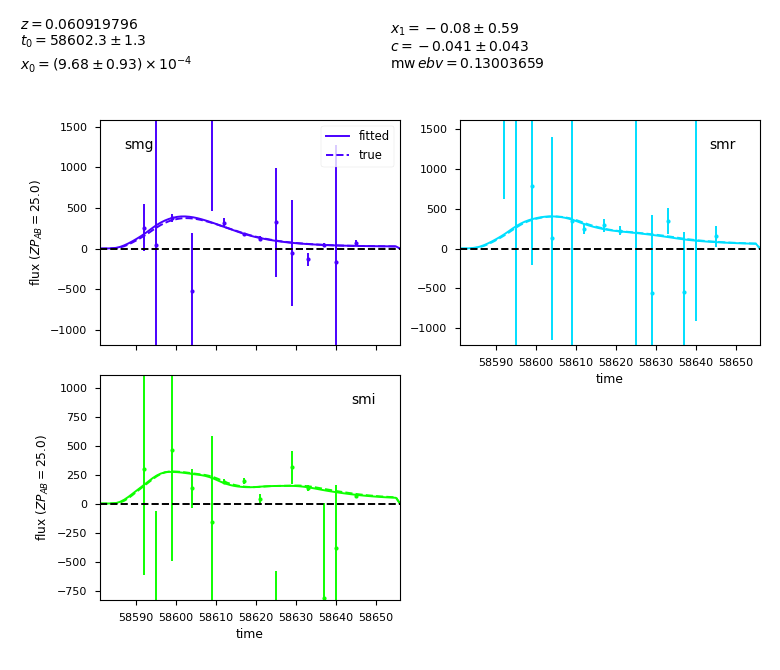 z = 0.060919796
t₀ = 58602.3 ± 1.3
x₀ = (9.68 ± 0.93) × 10⁻⁴
x₁ = −0.08 ± 0.59
c = −0.041 ± 0.043
mwebv = 0.13003659
smg
fitted
true
1500
1000
500
0
−500
−1000
flux (ZP_AB = 25.0)
smr
1500
1000
500
0
−500
−1000
58590 58600 58610 58620 58630 58640 58650
time
smi
1000
750
500
250
0
−250
−500
−750
flux (ZP_AB = 25.0)
58590 58600 58610 58620 58630 58640 58650
time